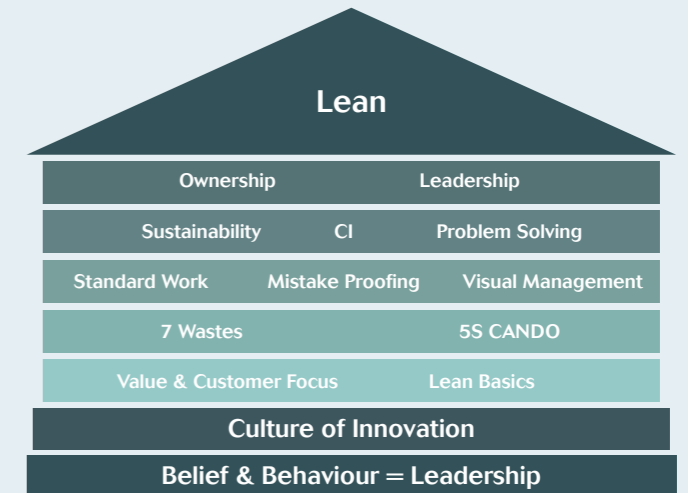 Lean
Ownership Leadership
Sustainability CI Problem Solving
Standard Work Mistake Proofing Visual Management
7 Wastes 5S CANDO
Value & Customer Focus Lean Basics
Culture of Innovation
Belief & Behaviour = Leadership